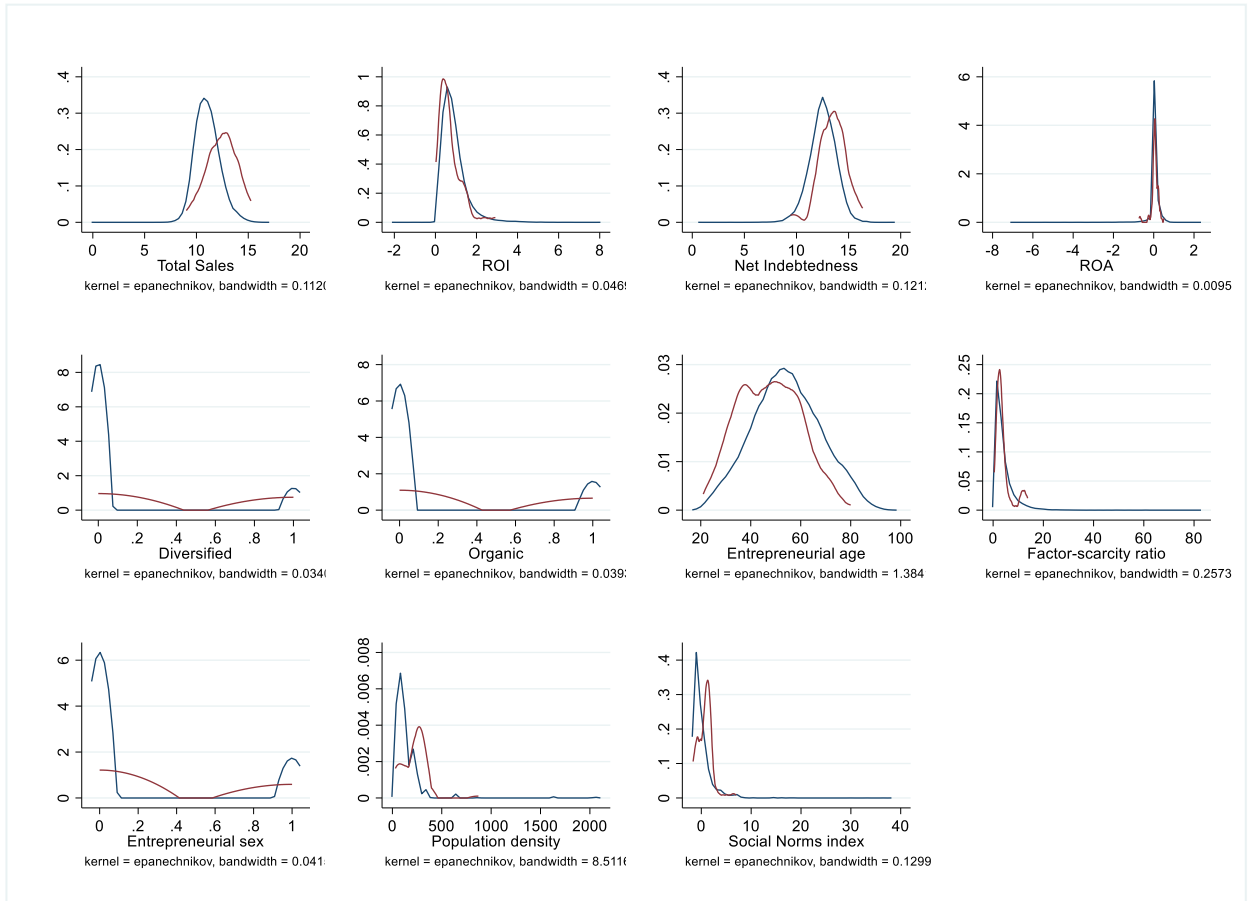 .4 .3 .2 .1 0
0 5 10 15 20
Total Sales
kernel = epanechnikov, bandwidth = 0.1120
1 .8 .6 .4 .2 0
-2 0 2 4 6 8
ROI
kernel = epanechnikov, bandwidth = 0.046
.4 .3 .2 .1 0
0 5 10 15 20
Net Indebtedness
kernel = epanechnikov, bandwidth = 0.121
6 4 2 0
-8 -6 -4 -2 0 2
ROA
kernel = epanechnikov, bandwidth = 0.0095
8 6 4 2 0
0 .2 .4 .6 .8 1
Diversified
kernel = epanechnikov, bandwidth = 0.034
8 6 4 2 0
0 .2 .4 .6 .8 1
Organic
kernel = epanechnikov, bandwidth = 0.039
.03 .02 .01 0
20 40 60 80 100
Entrepreneurial age
kernel = epanechnikov, bandwidth = 1.384
.25 .2 .15 .1 .05 0
0 20 40 60 80
Factor-scarcity ratio
kernel = epanechnikov, bandwidth = 0.2573
6 4 2 0
0 .2 .4 .6 .8 1
Entrepreneurial sex
kernel = epanechnikov, bandwidth = 0.041
.008 .006 .004 .002 0
0 500 1000 1500 2000
Population density
kernel = epanechnikov, bandwidth = 8.511
.4 .3 .2 .1 0
0 10 20 30 40
Social Norms index
kernel = epanechnikov, bandwidth = 0.1299